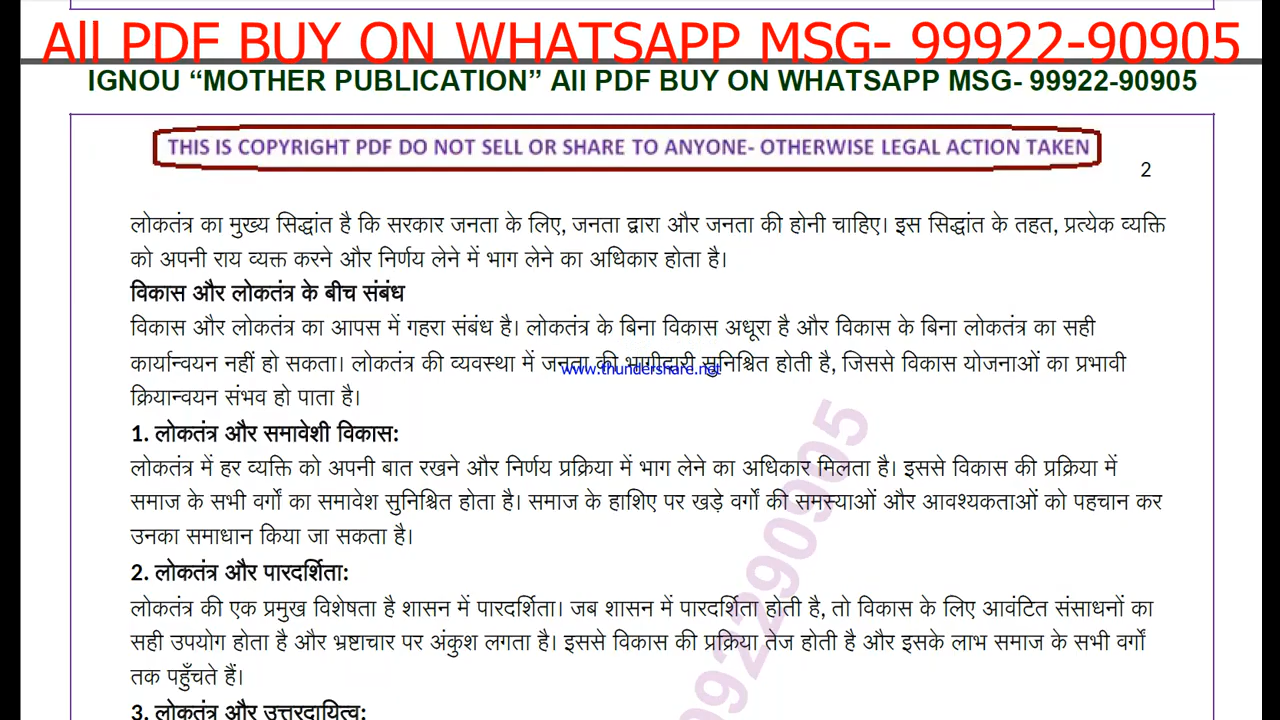 All PDF BUY ON WHATSAPP MSG- 99922-90905
IGNOU “MOTHER PUBLICATION” All PDF BUY ON WHATSAPP MSG- 99922-90905
THIS IS COPYRIGHT PDF DO NOT SELL OR SHARE TO ANYONE- OTHERWISE LEGAL ACTION TAKEN
2
लोकतंत्र का मुख्य सिद्धांत है कि सरकार जनता के लिए, जनता द्वारा और जनता की होनी चाहिए। इस सिद्धांत के तहत, प्रत्येक व्यक्ति
को अपनी राय व्यक्त करने और निर्णय लेने में भाग लेने का अधिकार होता है।
विकास और लोकतंत्र के बीच संबंध
विकास और लोकतंत्र का आपस में गहरा संबंध है। लोकतंत्र के बिना विकास अधूरा है और विकास के बिना लोकतंत्र का सही
कार्यान्वयन नहीं हो सकता। लोकतंत्र की व्यवस्था में जनता की भागीदारी सुनिश्चित होती है, जिससे विकास योजनाओं का प्रभावी
www.thundershare.net
क्रियान्वयन संभव हो पाता है।
1. लोकतंत्र और समावेशी विकास:
लोकतंत्र में हर व्यक्ति को अपनी बात रखने और निर्णय प्रक्रिया में भाग लेने का अधिकार मिलता है। इससे विकास की प्रक्रिया में
समाज के सभी वर्गों का समावेश सुनिश्चित होता है। समाज के हाशिए पर खड़े वर्गों की समस्याओं और आवश्यकताओं को पहचान कर
उनका समाधान किया जा सकता है।
2. लोकतंत्र और पारदर्शिता:
लोकतंत्र की एक प्रमुख विशेषता है शासन में पारदर्शिता। जब शासन में पारदर्शिता होती है, तो विकास के लिए आवंटित संसाधनों का
सही उपयोग होता है और भ्रष्टाचार पर अंकुश लगता है। इससे विकास की प्रक्रिया तेज होती है और इसके लाभ समाज के सभी वर्गों
तक पहुँचते हैं।
3. लोकतंत्र और उत्तरदायित्व: